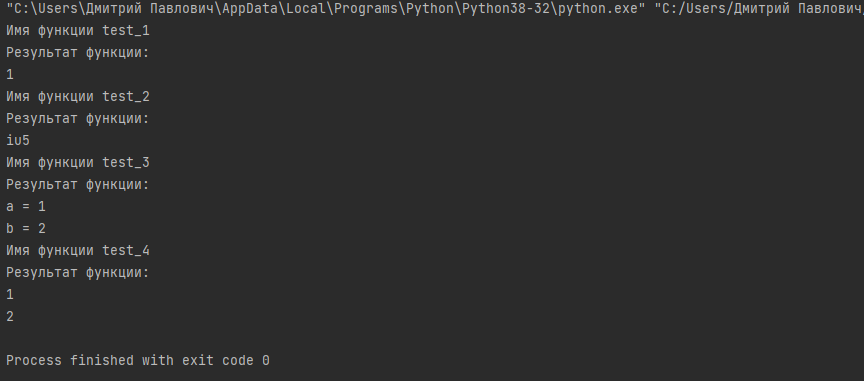 "C:\Users\Дмитрий Павлович\AppData\Local\Programs\Python\Python38-32\python.exe" "C:/Users/Дмитрий Павлович/
Имя функции test_1
Результат функции:
1
Имя функции test_2
Результат функции:
iu5
Имя функции test_3
Результат функции:
a = 1
b = 2
Имя функции test_4
Результат функции:
1
2
Process finished with exit code 0